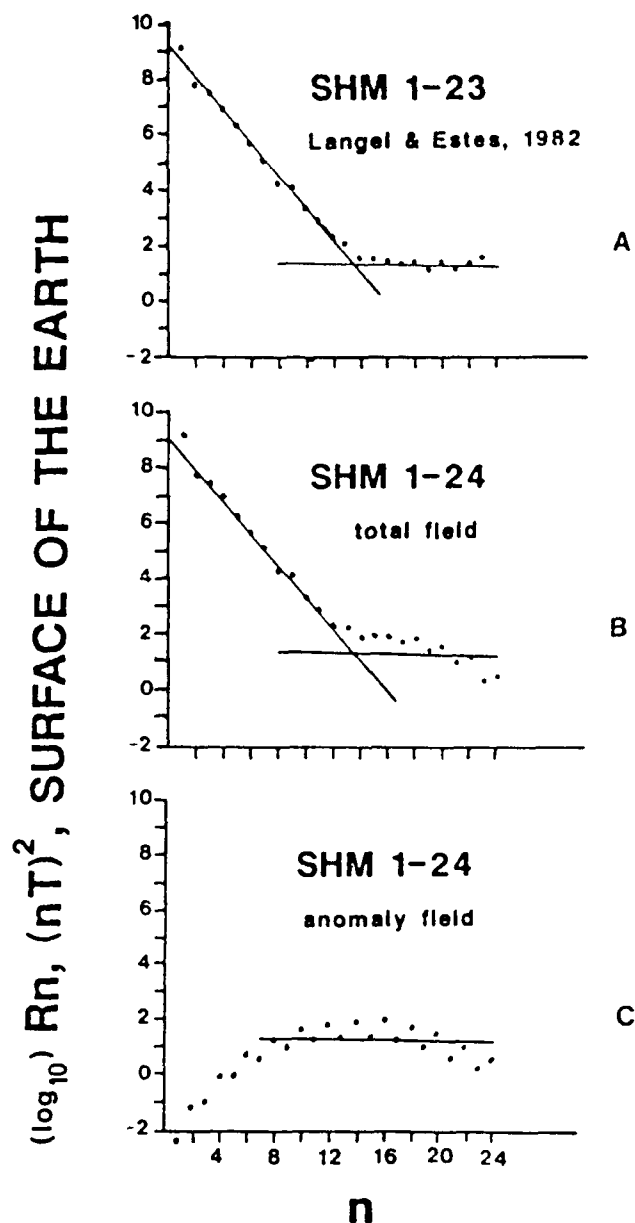 (log10) Rn, (nT)2, SURFACE OF THE EARTH
10
8
6
4
2
0
-2
SHM 1-23
Langel & Estes, 1982
A
10
8
6
4
2
0
-2
SHM 1-24
total field
B
10
8
6
4
2
0
-2
SHM 1-24
anomaly field
C
4
8
12
16
20
24
n